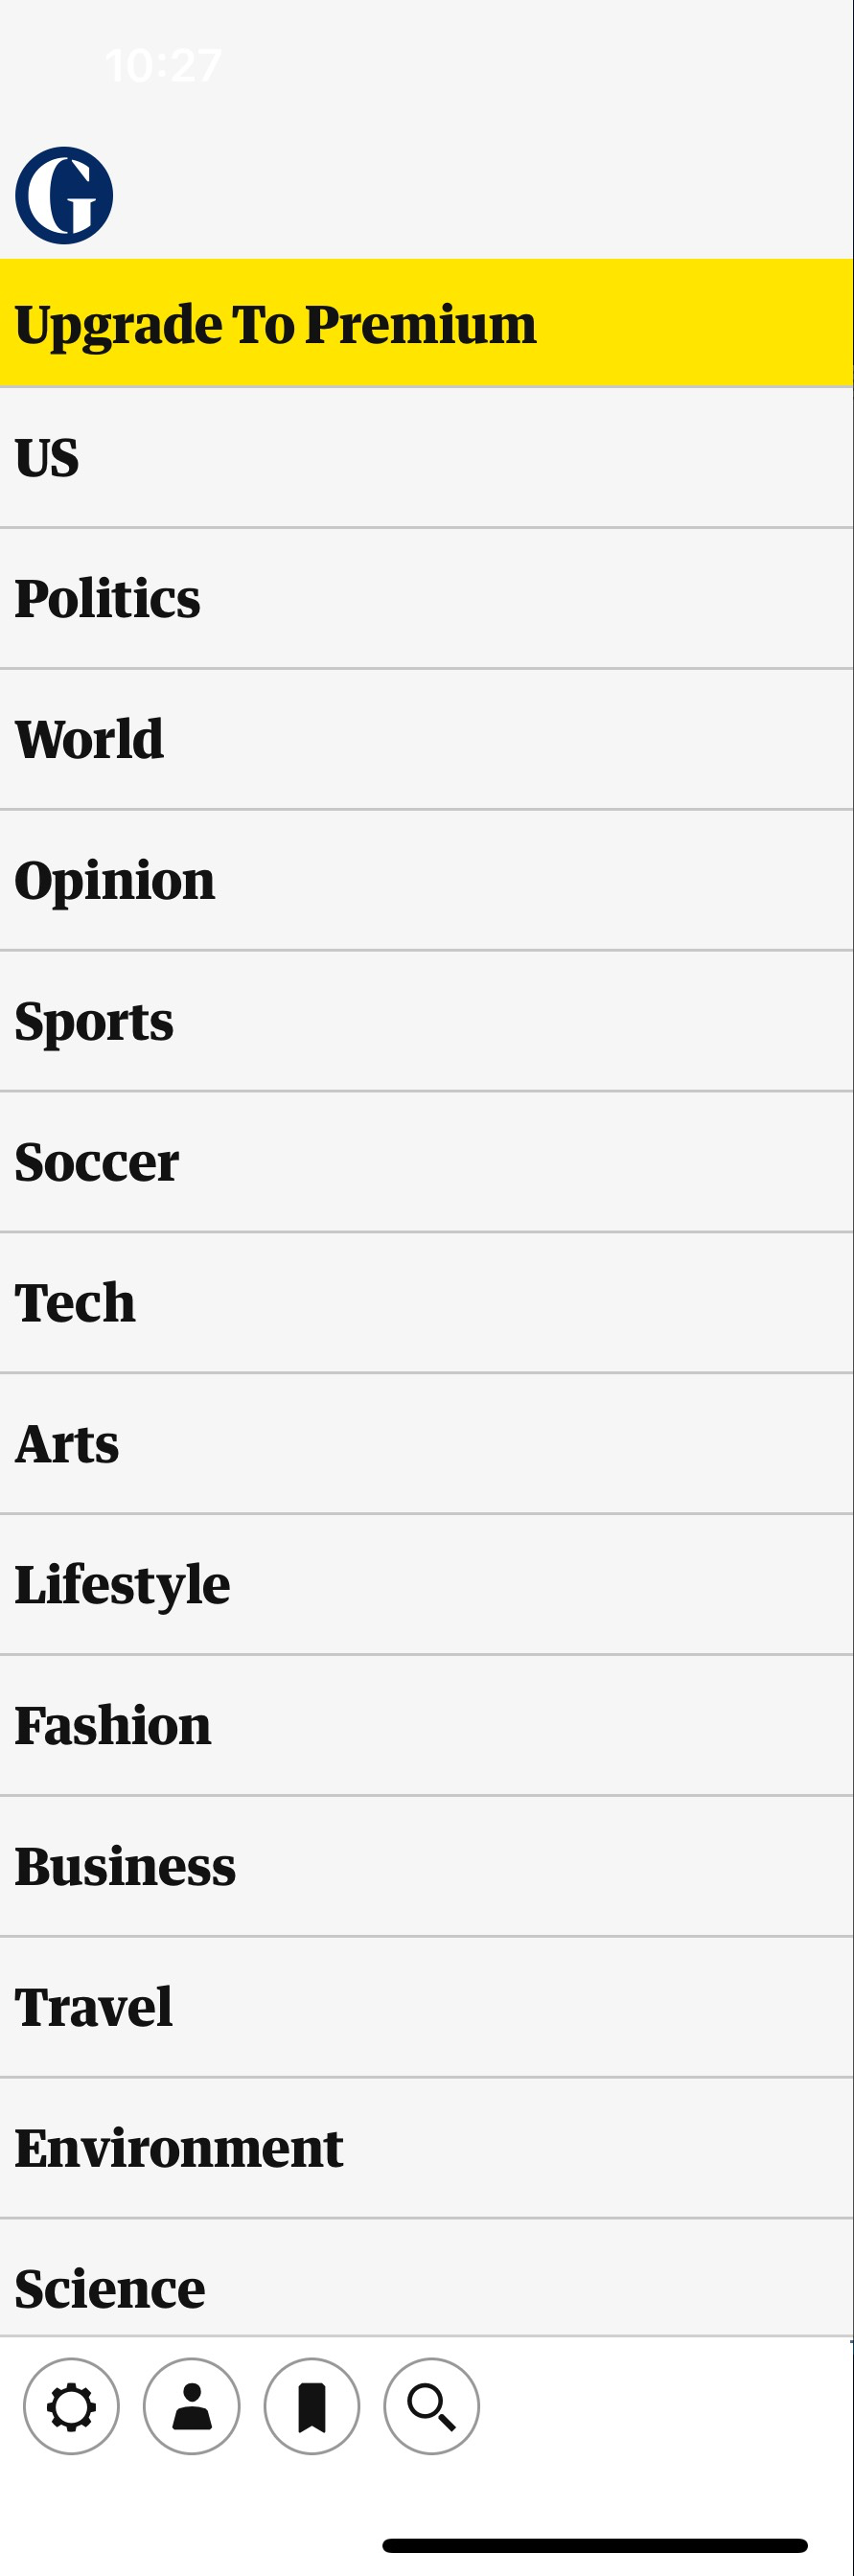 10:27
G
Upgrade To Premium
US
Politics
World
Opinion
Sports
Soccer
Tech
Arts
Lifestyle
Fashion
Business
Travel
Environment
Science